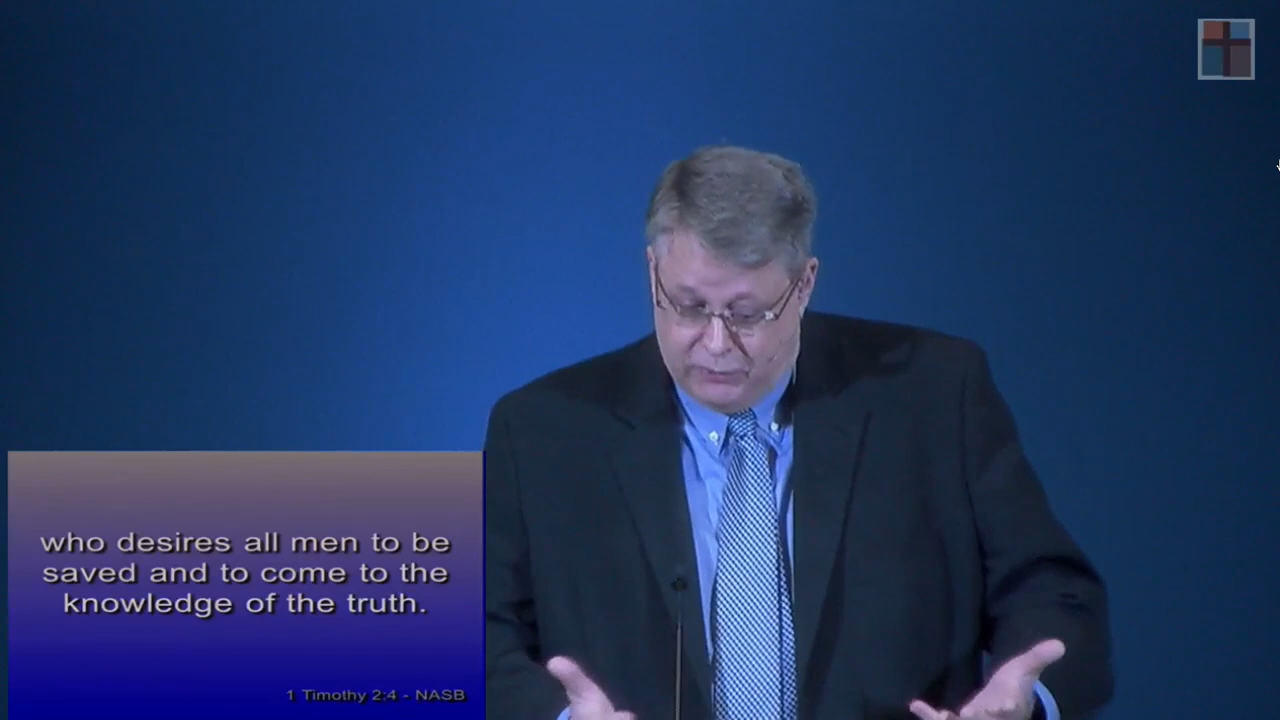 who desires all men to be
saved and to come to the
knowledge of the truth.
1 Timothy 2:4 - NASB